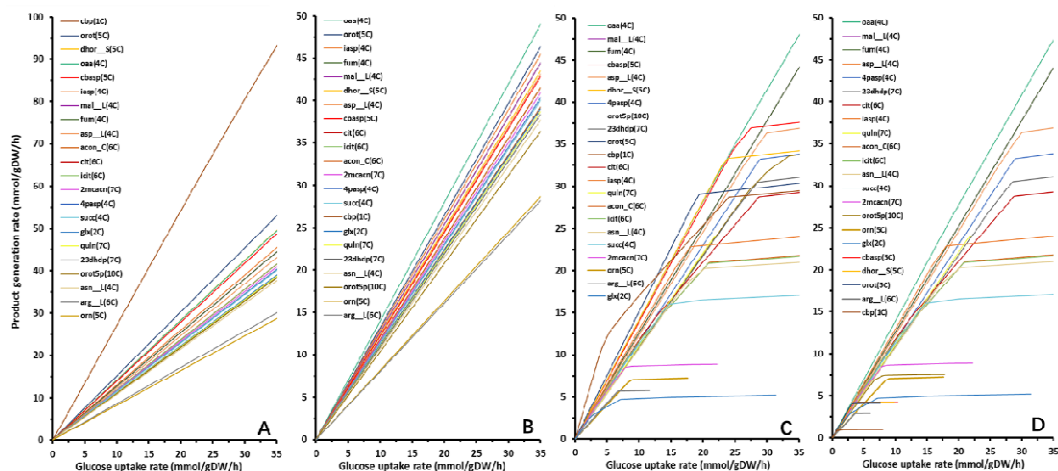 Product generation rate (mmol/gDW/h)
100
90
80
70
60
50
40
30
20
10
0
cbp(1C)
orot(5C)
dhor__S(5C)
oaa(4C)
cbasp(5C)
iasp(4C)
mal__L(4C)
fum(4C)
asp__L(4C)
acon_C(6C)
cit(6C)
icit(6C)
2mcacn(7C)
4pasp(4C)
succ(4C)
glx(2C)
quln(7C)
23dhdp(7C)
orot5p(10C)
asn__L(4C)
arg__L(6C)
orn(5C)
A
0 5 10 15 20 25 30 35
Glucose uptake rate (mmol/gDW/h)
50
45
40
35
30
25
20
15
10
5
0
oaa(4C)
orot(5C)
iasp(4C)
fum(4C)
mal__L(4C)
dhor__S(5C)
asp__L(4C)
cbasp(5C)
cit(6C)
icit(6C)
acon_C(6C)
2mcacn(7C)
4pasp(4C)
succ(4C)
cbp(1C)
glx(2C)
quln(7C)
23dhdp(7C)
asn__L(4C)
orot5p(10C)
orn(5C)
arg__L(6C)
B
0 5 10 15 20 25 30 35
Glucose uptake rate (mmol/gDW/h)
50
45
40
35
30
25
20
15
10
5
0
oaa(4C)
mal__L(4C)
fum(4C)
cbasp(5C)
asp__L(4C)
dhor__S(5C)
4pasp(4C)
orot5p(10C)
23dhdp(7C)
orot(5C)
cbp(1C)
cit(6C)
iasp(4C)
quln(7C)
acon_C(6C)
icit(6C)
asn__L(4C)
succ(4C)
2mcacn(7C)
orn(5C)
arg__L(6C)
glx(2C)
C
0 5 10 15 20 25 30 35
Glucose uptake rate (mmol/gDW/h)
50
45
40
35
30
25
20
15
10
5
0
oaa(4C)
mal__L(4C)
fum(4C)
asp__L(4C)
4pasp(4C)
23dhdp(7C)
cit(6C)
iasp(4C)
quln(7C)
acon_C(6C)
icit(6C)
asn__L(4C)
succ(4C)
2mcacn(7C)
orot5p(10C)
orn(5C)
glx(2C)
cbasp(5C)
dhor__S(5C)
orot(5C)
arg__L(6C)
cbp(1C)
D
0 5 10 15 20 25 30 35
Glucose uptake rate (mmol/gDW/h)